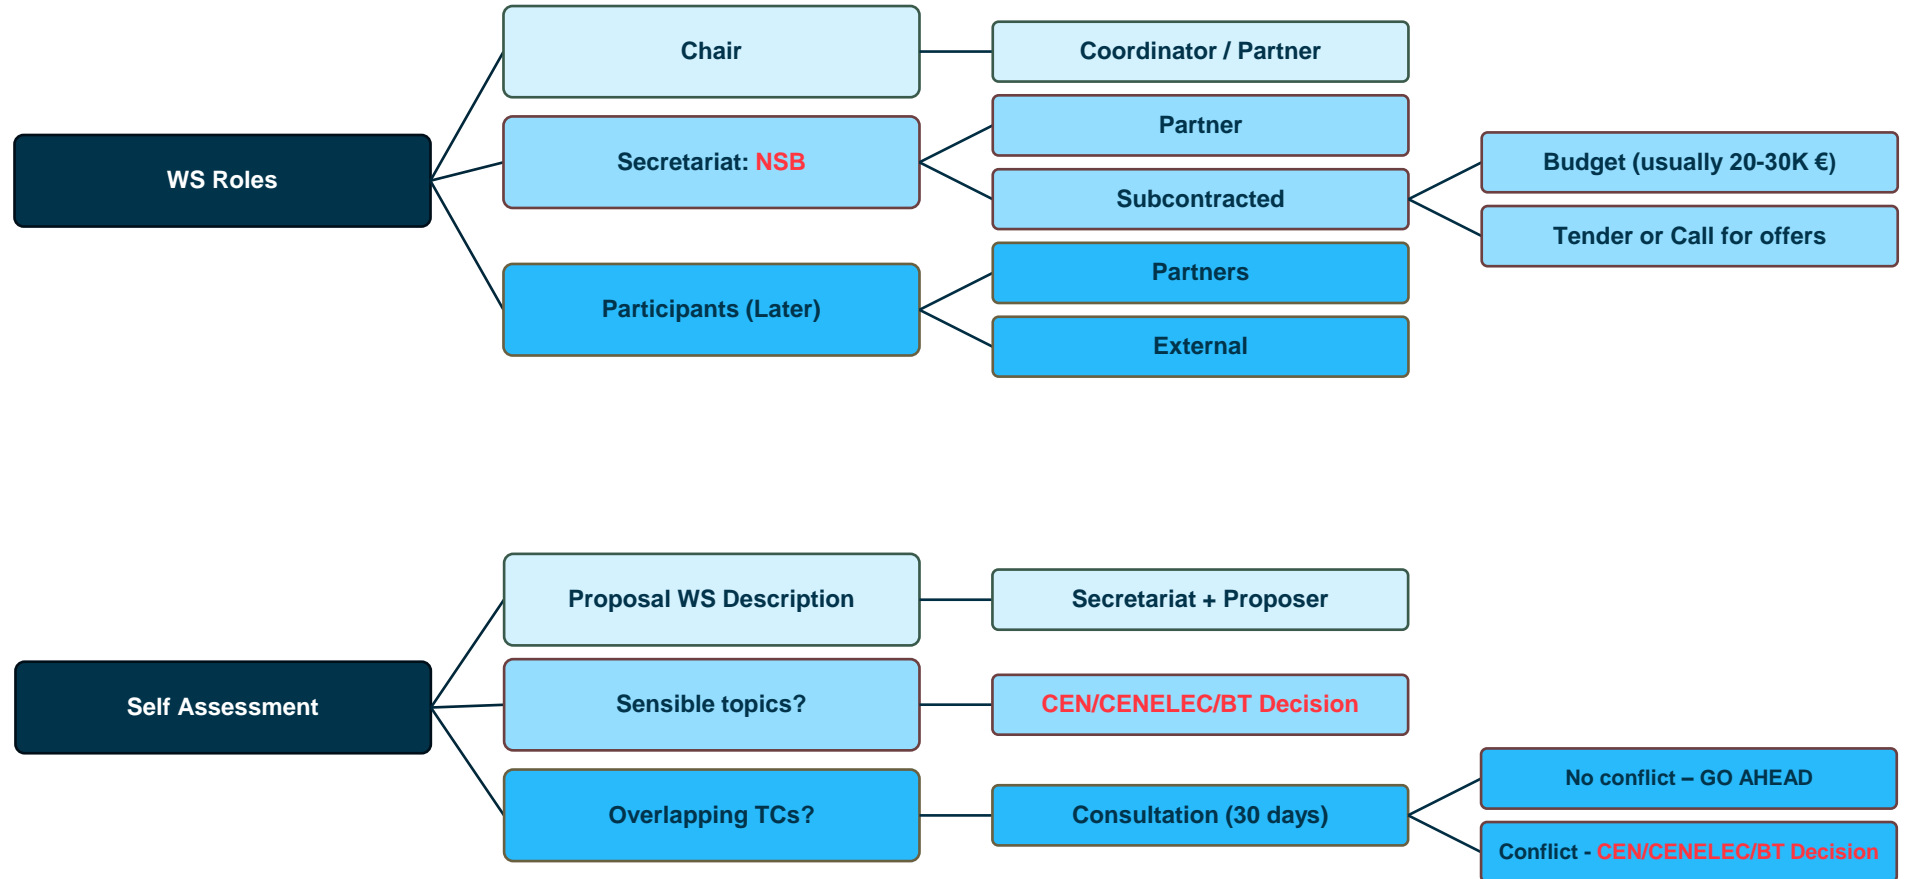 WS Roles
Chair
Coordinator / Partner
Secretariat: NSB
Partner
Subcontracted
Budget (usually 20-30K €)
Tender or Call for offers
Participants (Later)
Partners
External
Self Assessment
Proposal WS Description
Secretariat + Proposer
Sensible topics?
CEN/CENELEC/BT Decision
Overlapping TCs?
Consultation (30 days)
No conflict – GO AHEAD
Conflict - CEN/CENELEC/BT Decision